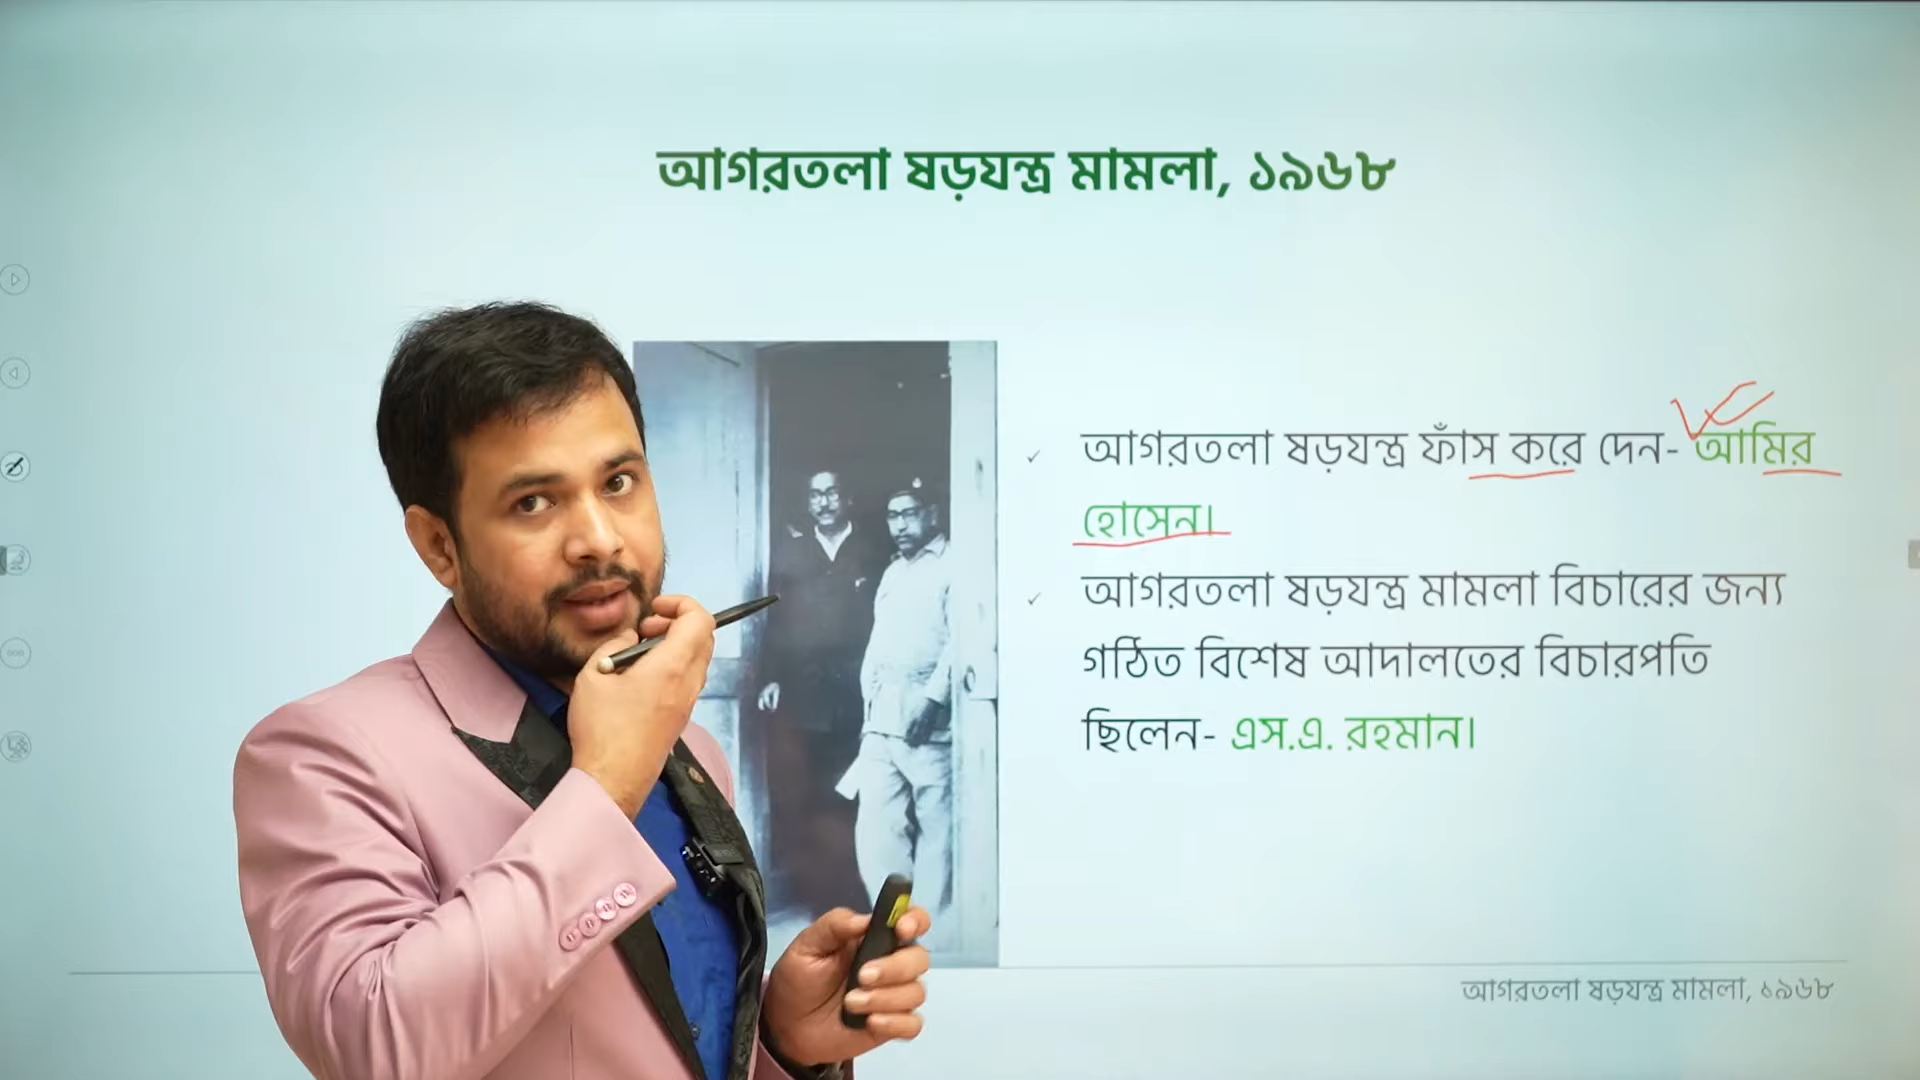 আগরতলা ষড়যন্ত্র মামলা, ১৯৬৮
আগরতলা ষড়যন্ত্র ফাঁস করে দেন- আমির
হোসেন।
আগরতলা ষড়যন্ত্র মামলা বিচারের জন্য
গঠিত বিশেষ আদালতের বিচারপতি
ছিলেন- এস.এ. রহমান।
আগরতলা ষড়যন্ত্র মামলা, ১৯৬৮